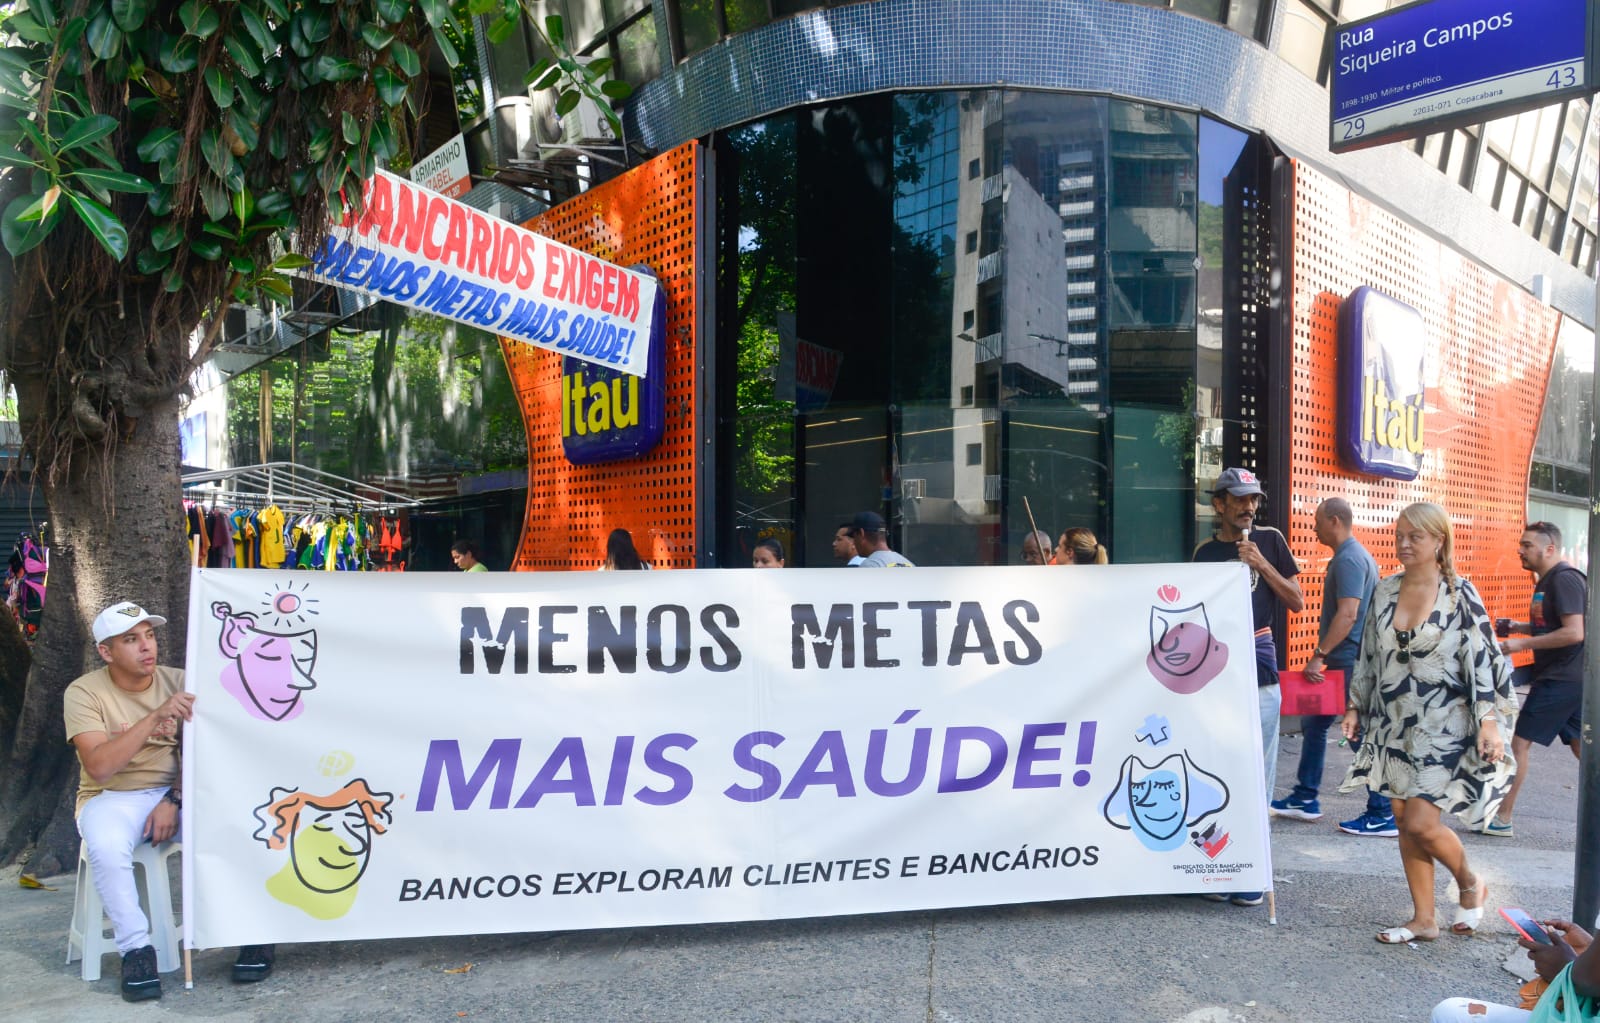 Rua
Siqueira Campos
1898-1930. Militar e político.
22031-071 Copacabana
29
43
ARMARINHO
BANCÁRIOS EXIGEM
MENOS METAS MAIS SAÚDE!
Itaú
Itaú
MENOS METAS
MAIS SAÚDE!
BANCOS EXPLORAM CLIENTES E BANCÁRIOS
SINDICATO DOS BANCÁRIOS
DO RIO DE JANEIRO